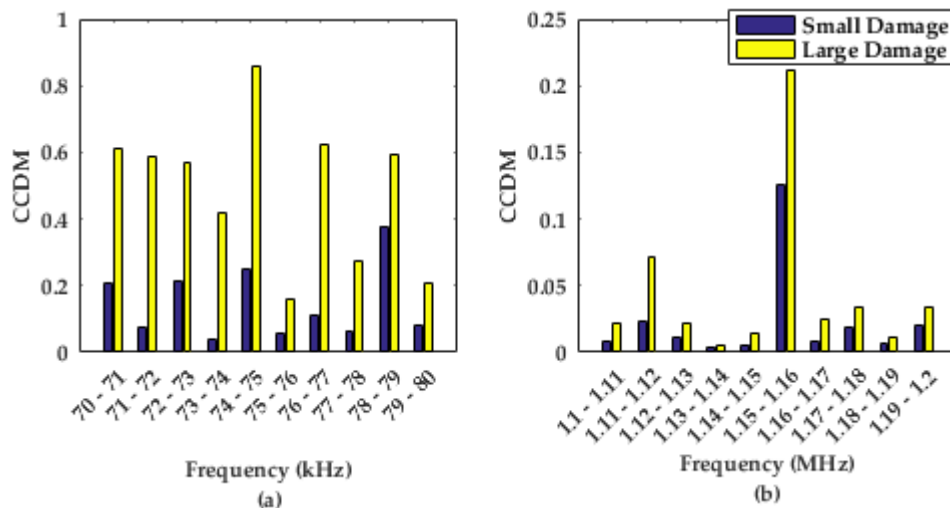 1
0.8
0.6
0.4
0.2
0
CCDM
70 - 71
71 - 72
72 - 73
73 - 74
74 - 75
75 - 76
76 - 77
77 - 78
78 - 79
79 - 80
Frequency (kHz)
(a)
Small Damage
Large Damage
0.25
0.2
0.15
0.1
0.05
0
CCDM
1.1 - 1.11
1.11 - 1.12
1.12 - 1.13
1.13 - 1.14
1.14 - 1.15
1.15 - 1.16
1.16 - 1.17
1.17 - 1.18
1.18 - 1.19
1.19 - 1.2
Frequency (MHz)
(b)